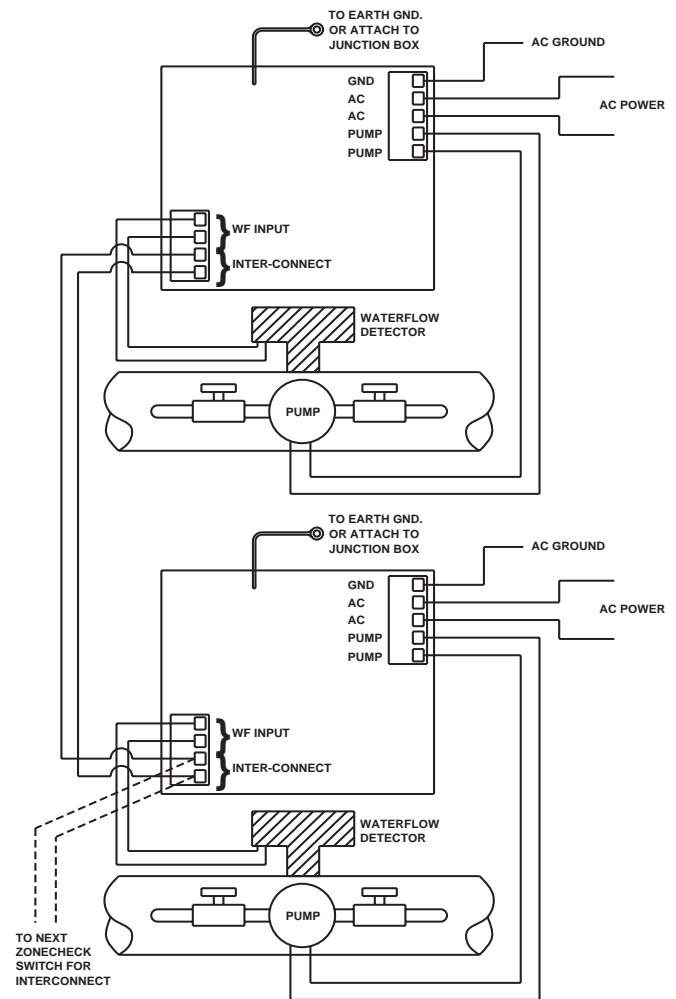 TO EARTH GND.
OR ATTACH TO
JUNCTION BOX
AC GROUND
GND
AC
AC POWER
AC
PUMP
PUMP
WF INPUT
INTER-CONNECT
WATERFLOW
DETECTOR
PUMP
TO EARTH GND.
OR ATTACH TO
JUNCTION BOX
AC GROUND
GND
AC
AC POWER
AC
PUMP
PUMP
WF INPUT
INTER-CONNECT
WATERFLOW
DETECTOR
PUMP
TO NEXT
ZONECHECK
SWITCH FOR
INTERCONNECT